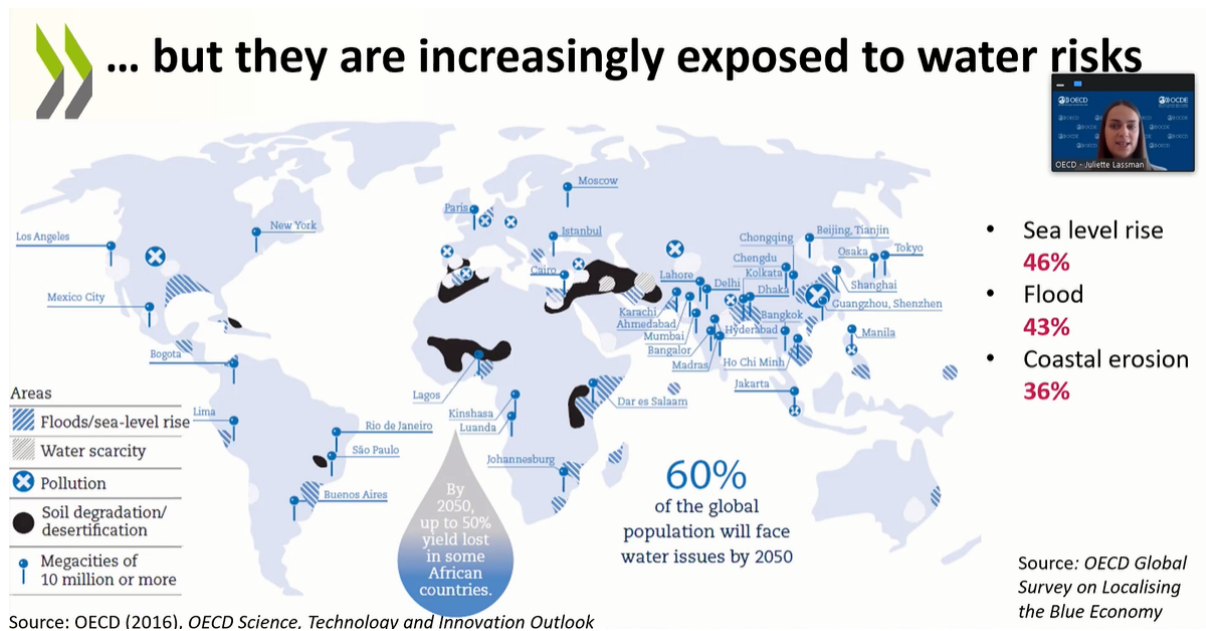 ... but they are increasingly exposed to water risks
OECD - Juliette Lassman
Moscow
Paris
New York
Istanbul
Los Angeles
Cairo
Mexico City
Bogota
Lima
Rio de Janeiro
São Paulo
Buenos Aires
Lagos
Kinshasa
Luanda
Johannesburg
Dar es Salaam
Beijing, Tianjin
Chongqing
Osaka
Tokyo
Chengdu
Kolkata
Lahore
Delhi
Dhaka
Shanghai
Guangzhou, Shenzhen
Karachi
Ahmedabad
Bangkok
Mumbai
Hyderabad
Manila
Bangalor
Madras
Ho Chi Minh
Jakarta
Areas
Floods/sea-level rise
Water scarcity
Pollution
Soil degradation/
desertification
Megacities of
10 million or more
By
2050,
up to 50%
yield lost
in some
African
countries.
60%
of the global
population will face
water issues by 2050
• Sea level rise
46%
• Flood
43%
• Coastal erosion
36%
Source: OECD Global
Survey on Localising
the Blue Economy
Source: OECD (2016), OECD Science, Technology and Innovation Outlook